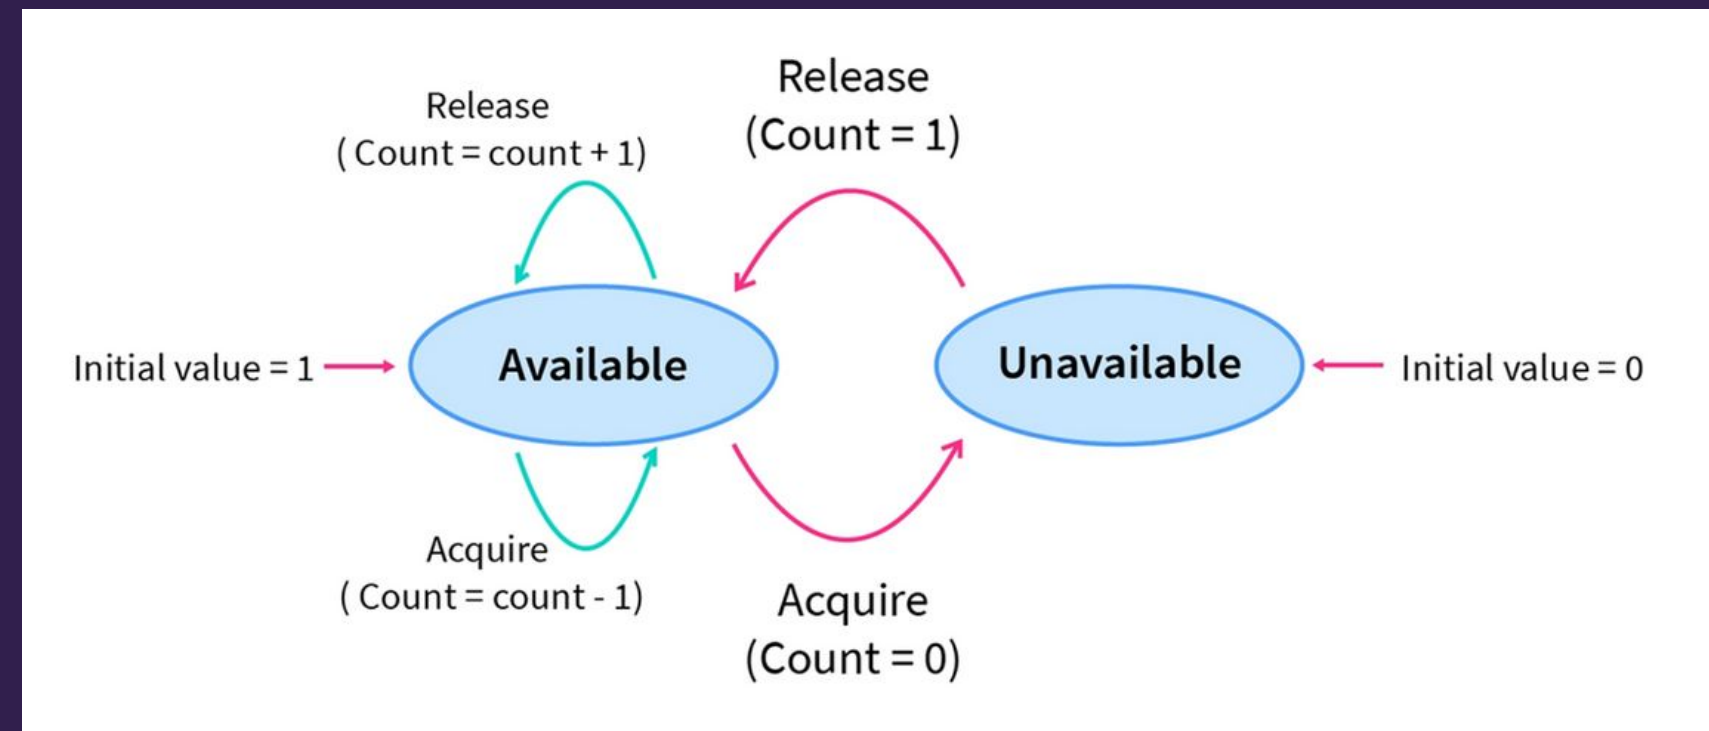 Release
( Count = count + 1)
Release
(Count = 1)
Initial value = 1
Available
Unavailable
Initial value = 0
Acquire
( Count = count - 1)
Acquire
(Count = 0)